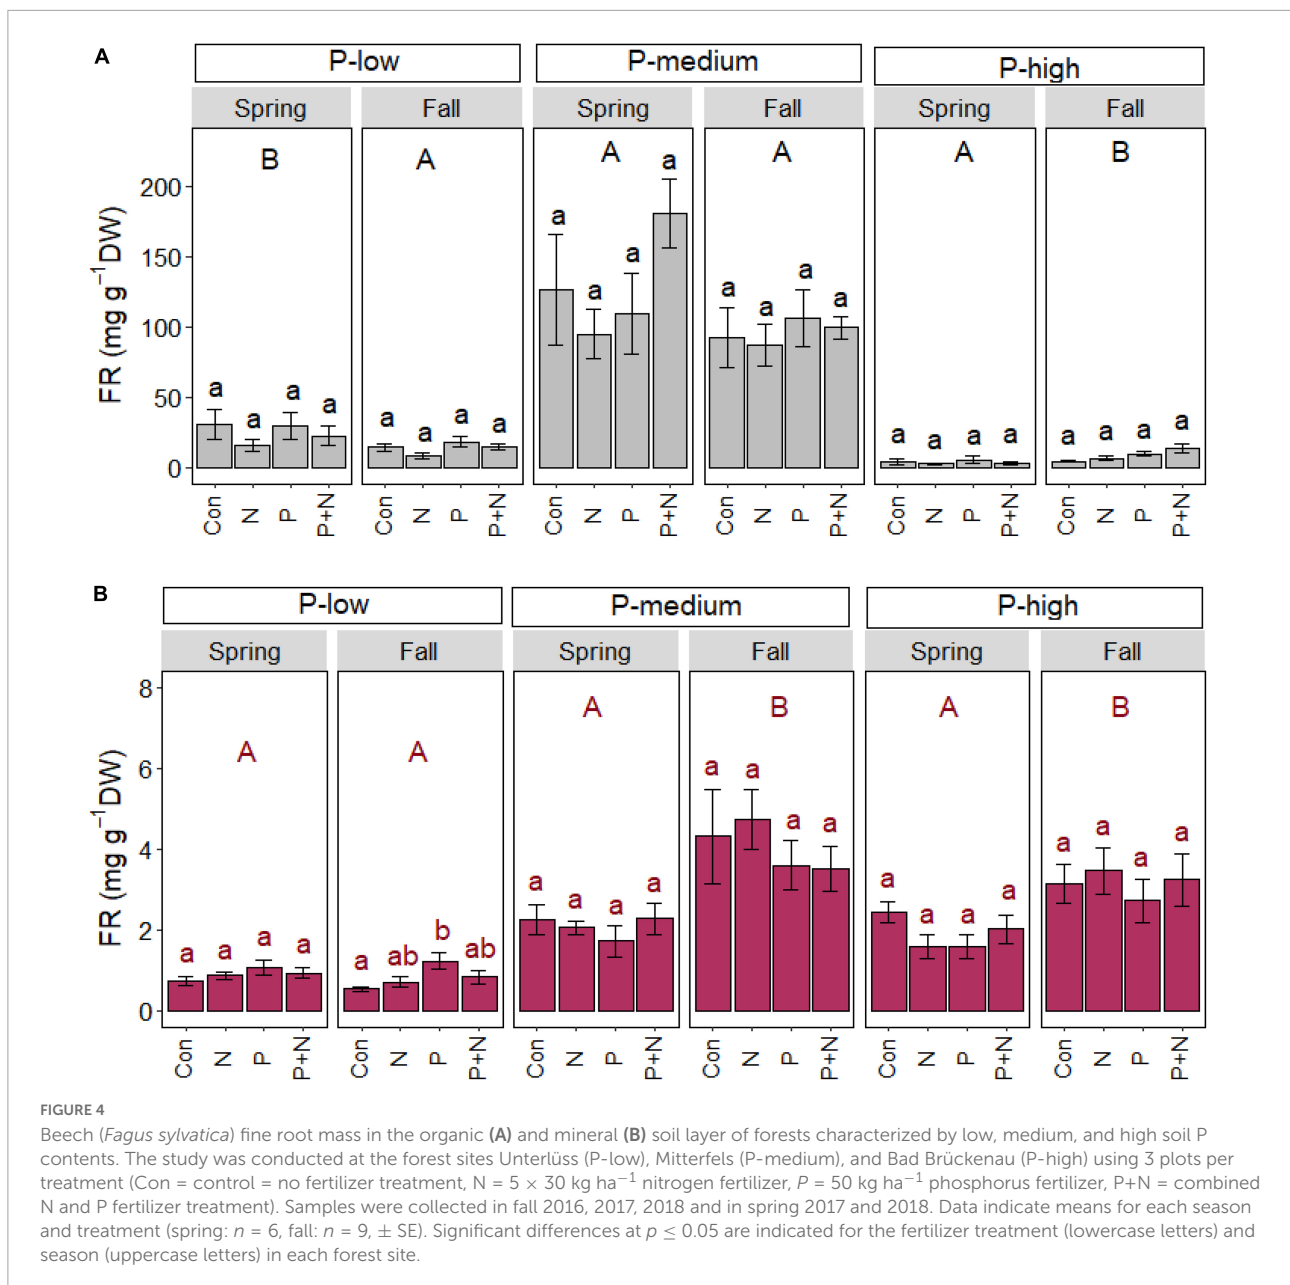 A
P-low P-medium P-high
Spring Fall Spring Fall Spring Fall
B A A A A B
FR (mg g⁻¹DW)
200
150
100
50
0
a a a a a a a a a a a a a a a a a a a a a a a a
Con N P P+N Con N P P+N Con N P P+N Con N P P+N Con N P P+N Con N P P+N
B
P-low P-medium P-high
Spring Fall Spring Fall Spring Fall
A A A B A B
FR (mg g⁻¹DW)
8
6
4
2
0
a a a a a ab b ab a a a a a a a a a a a a a a a a
Con N P P+N Con N P P+N Con N P P+N Con N P P+N Con N P P+N Con N P P+N
FIGURE 4
Beech (Fagus sylvatica) fine root mass in the organic (A) and mineral (B) soil layer of forests characterized by low, medium, and high soil P
contents. The study was conducted at the forest sites Unterlüss (P-low), Mitterfels (P-medium), and Bad Brückenau (P-high) using 3 plots per
treatment (Con = control = no fertilizer treatment, N = 5 × 30 kg ha⁻¹ nitrogen fertilizer, P = 50 kg ha⁻¹ phosphorus fertilizer, P+N = combined
N and P fertilizer treatment). Samples were collected in fall 2016, 2017, 2018 and in spring 2017 and 2018. Data indicate means for each season
and treatment (spring: n = 6, fall: n = 9, ± SE). Significant differences at p ≤ 0.05 are indicated for the fertilizer treatment (lowercase letters) and
season (uppercase letters) in each forest site.